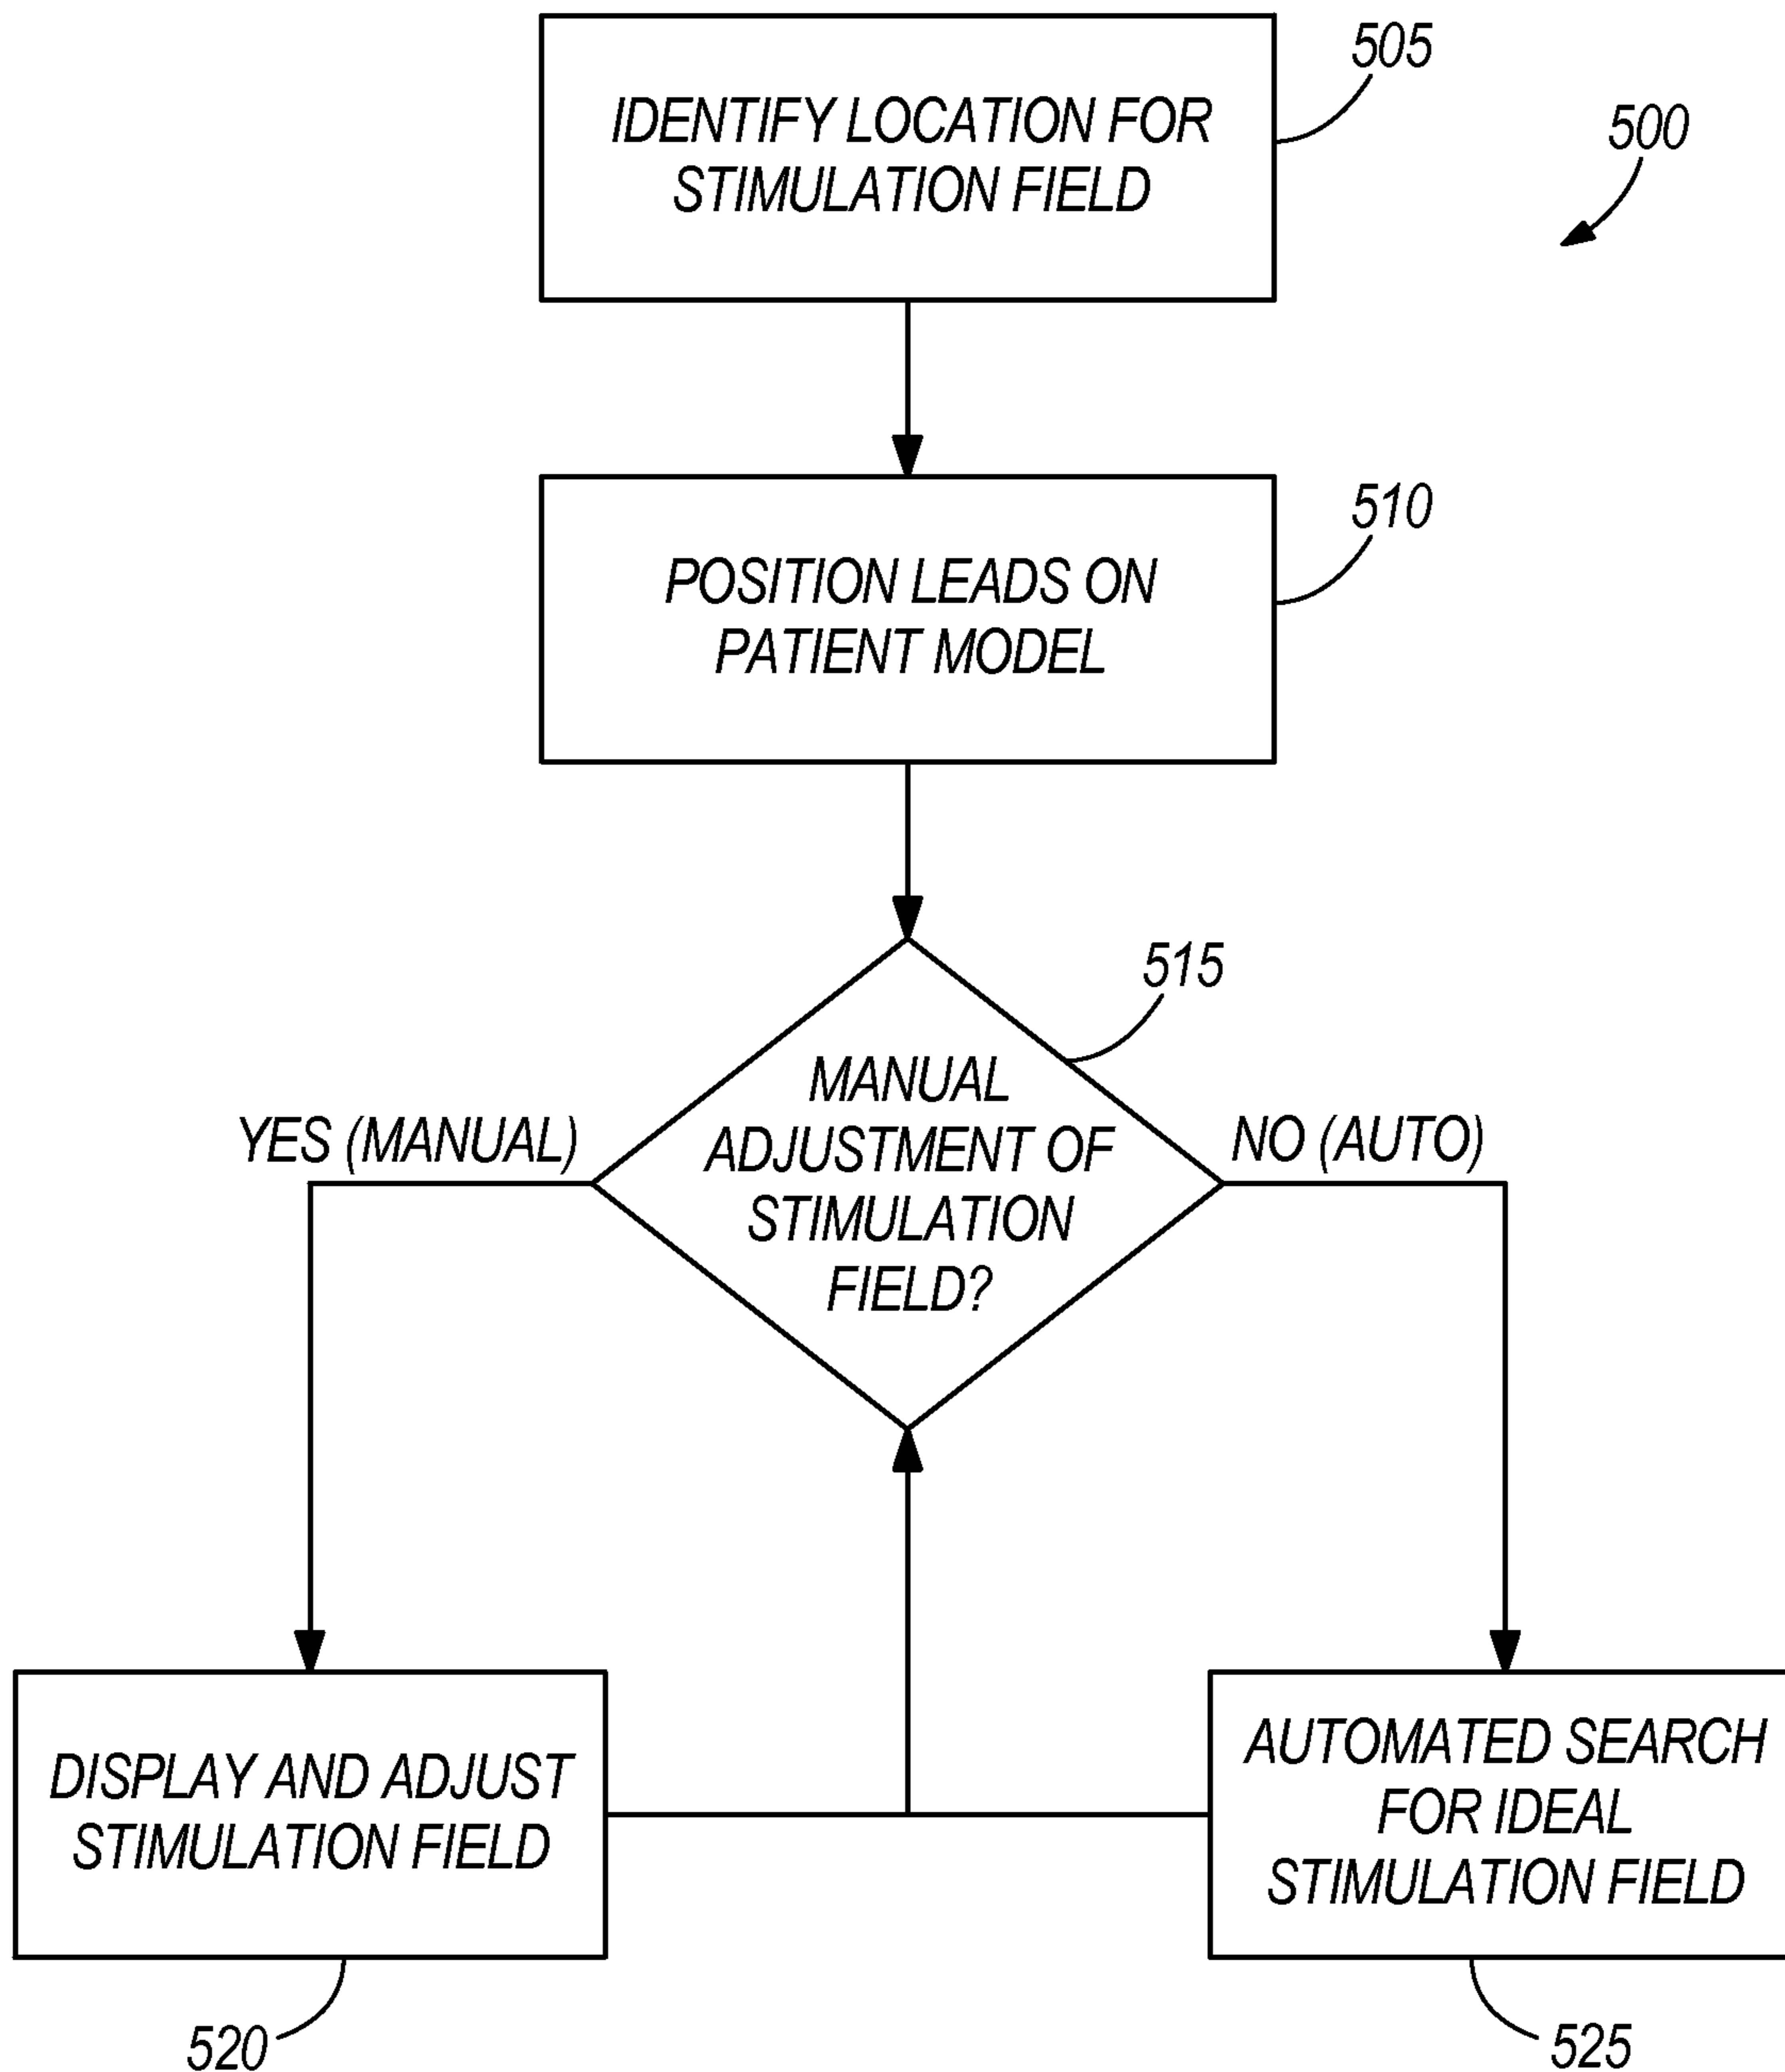 505
IDENTIFY LOCATION FOR
STIMULATION FIELD
500
510
POSITION LEADS ON
PATIENT MODEL
515
MANUAL
ADJUSTMENT OF
STIMULATION
FIELD?
YES (MANUAL)
NO (AUTO)
DISPLAY AND ADJUST
STIMULATION FIELD
AUTOMATED SEARCH
FOR IDEAL
STIMULATION FIELD
520
525